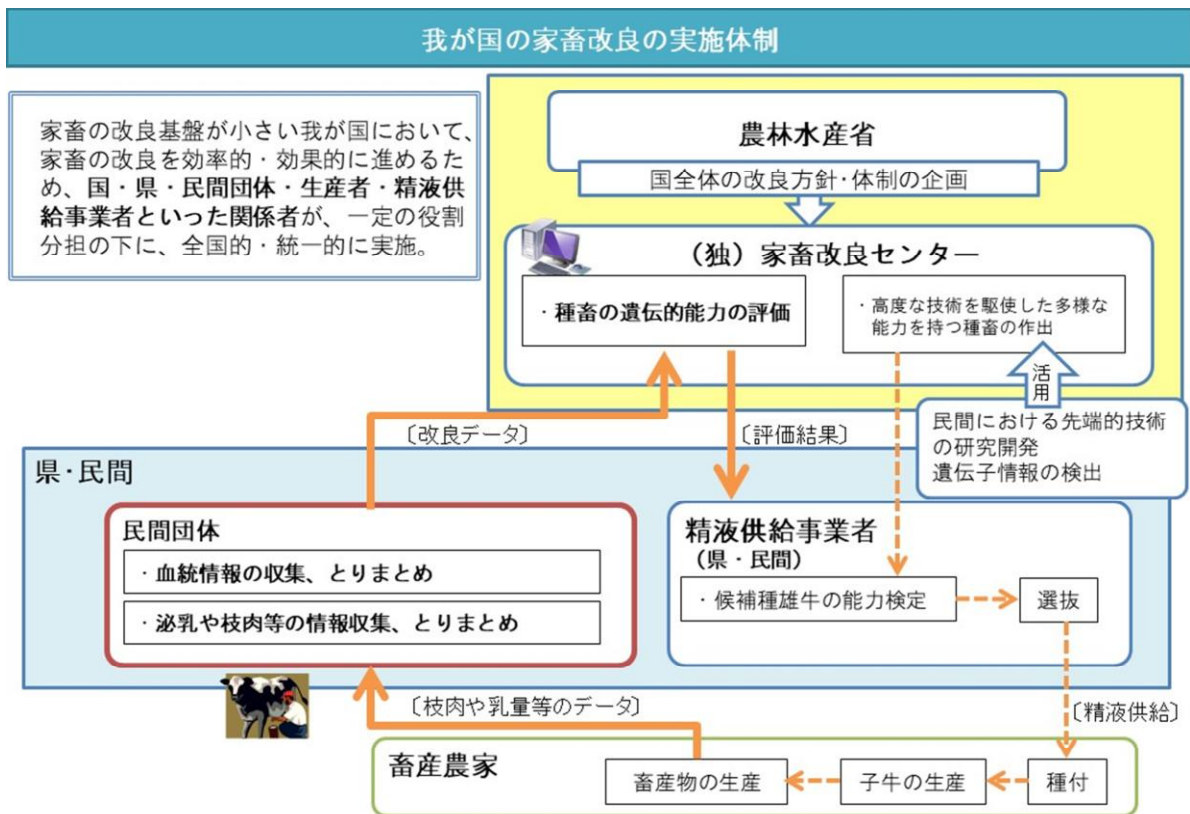 我が国の家畜改良の実施体制
家畜の改良基盤が小さい我が国において、
家畜の改良を効率的・効果的に進めるた
め、国・県・民間団体・生産者・精液供
給事業者といった関係者が、一定の役割
分担の下に、全国的・統一的に実施。
農林水産省
国全体の改良方針・体制の企画
（独）家畜改良センター
・種畜の遺伝的能力の評価
・高度な技術を駆使した多様な
能力を持つ種畜の作出
活用
民間における先端的技術
の研究開発
遺伝子情報の検出
〔改良データ〕
〔評価結果〕
県・民間
民間団体
・血統情報の収集、とりまとめ
・泌乳や枝肉等の情報収集、とりまとめ
精液供給事業者
（県・民間）
・候補種雄牛の能力検定
選抜
〔枝肉や乳量等のデータ〕
〔精液供給〕
畜産農家
畜産物の生産
子牛の生産
種付